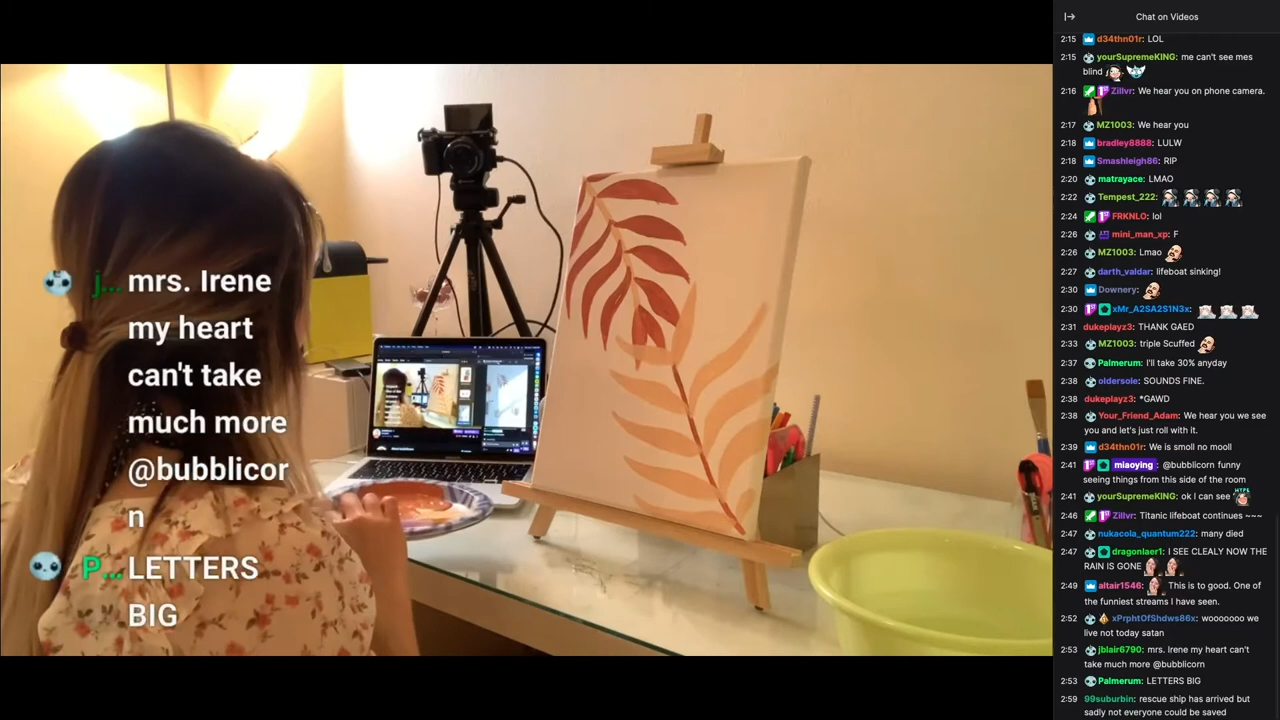 Chat on Videos
2:15 d34thn01r: LOL
2:15 yourSupremeKING: me can't see mes
blind
2:16 Zillvr: We hear you on phone camera.
2:17 MZ1003: We hear you
2:18 bradley8888: LULW
2:18 Smashleigh86: RIP
2:20 matrayace: LMAO
2:22 Tempest_222:
2:24 FRKNLO: lol
2:26 mini_man_xp: F
2:26 MZ1003: Lmao
2:27 darth_valdar: lifeboat sinking!
2:30 Downery:
2:30 xMr_A2SA2S1N3x:
2:31 dukeplayz3: THANK GAED
2:33 MZ1003: triple Scuffed
2:37 Palmerum: I'll take 30% anyday
2:38 oldersole: SOUNDS FINE.
2:38 dukeplayz3: *GAWD
2:38 Your_Friend_Adam: We hear you we see
you and let's just roll with it.
2:39 d34thn01r: We is smoll no mooll
2:41 miaoying : @bubblicorn funny
seeing things from this side of the room
2:41 yourSupremeKING: ok I can see
2:46 Zillvr: Titanic lifeboat continues ~~~
2:47 nukacola_quantum222: many died
2:47 dragonlaer1: I SEE CLEALY NOW THE
RAIN IS GONE
2:49 altair1546: This is to good. One of
the funniest streams I have seen.
2:52 xPrphtOfShdws86x: wooooooo we
live not today satan
2:53 jblair6790: mrs. Irene my heart can't
take much more @bubblicorn
2:53 Palmerum: LETTERS BIG
2:59 99suburbin: rescue ship has arrived but
sadly not everyone could be saved
j... mrs. Irene
my heart
can't take
much more
@bubblicor
n
P... LETTERS
BIG